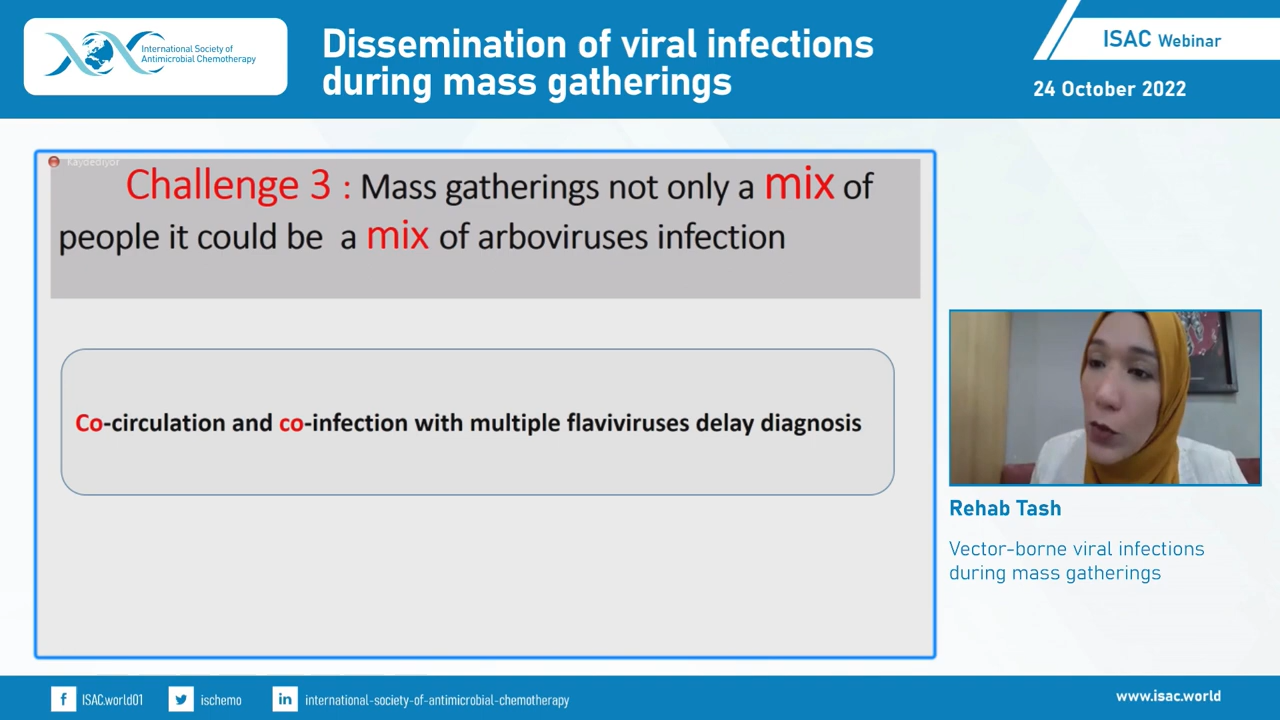 International Society of
Antimicrobial Chemotherapy
Dissemination of viral infections
during mass gatherings
ISAC Webinar
24 October 2022
Kaydediyor
Challenge 3 : Mass gatherings not only a mix of
people it could be a mix of arboviruses infection
Co-circulation and co-infection with multiple flaviviruses delay diagnosis
Rehab Tash
Vector-borne viral infections
during mass gatherings
f ISAC.world01
ischemo
in international-society-of-antimicrobial-chemotherapy
www.isac.world